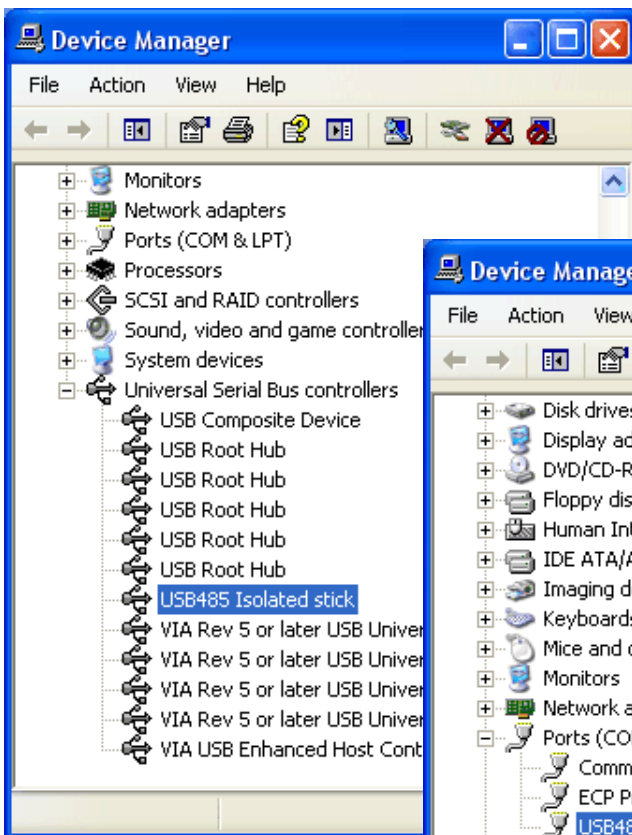 Device Manager
File Action View Help
Monitors
Network adapters
Ports (COM & LPT)
Processors
SCSI and RAID controllers
Sound, video and game controller
System devices
Universal Serial Bus controllers
USB Composite Device
USB Root Hub
USB Root Hub
USB Root Hub
USB Root Hub
USB Root Hub
USB485 Isolated stick
VIA Rev 5 or later USB Univer
VIA Rev 5 or later USB Univer
VIA Rev 5 or later USB Univer
VIA Rev 5 or later USB Univer
VIA USB Enhanced Host Cont
Device Manage
File Action View
Disk drives
Display ad
DVD/CD-R
Floppy dis
Human Int
IDE ATA/A
Imaging d
Keyboards
Mice and o
Monitors
Network a
Ports (CO
Comm
ECP P
USB48